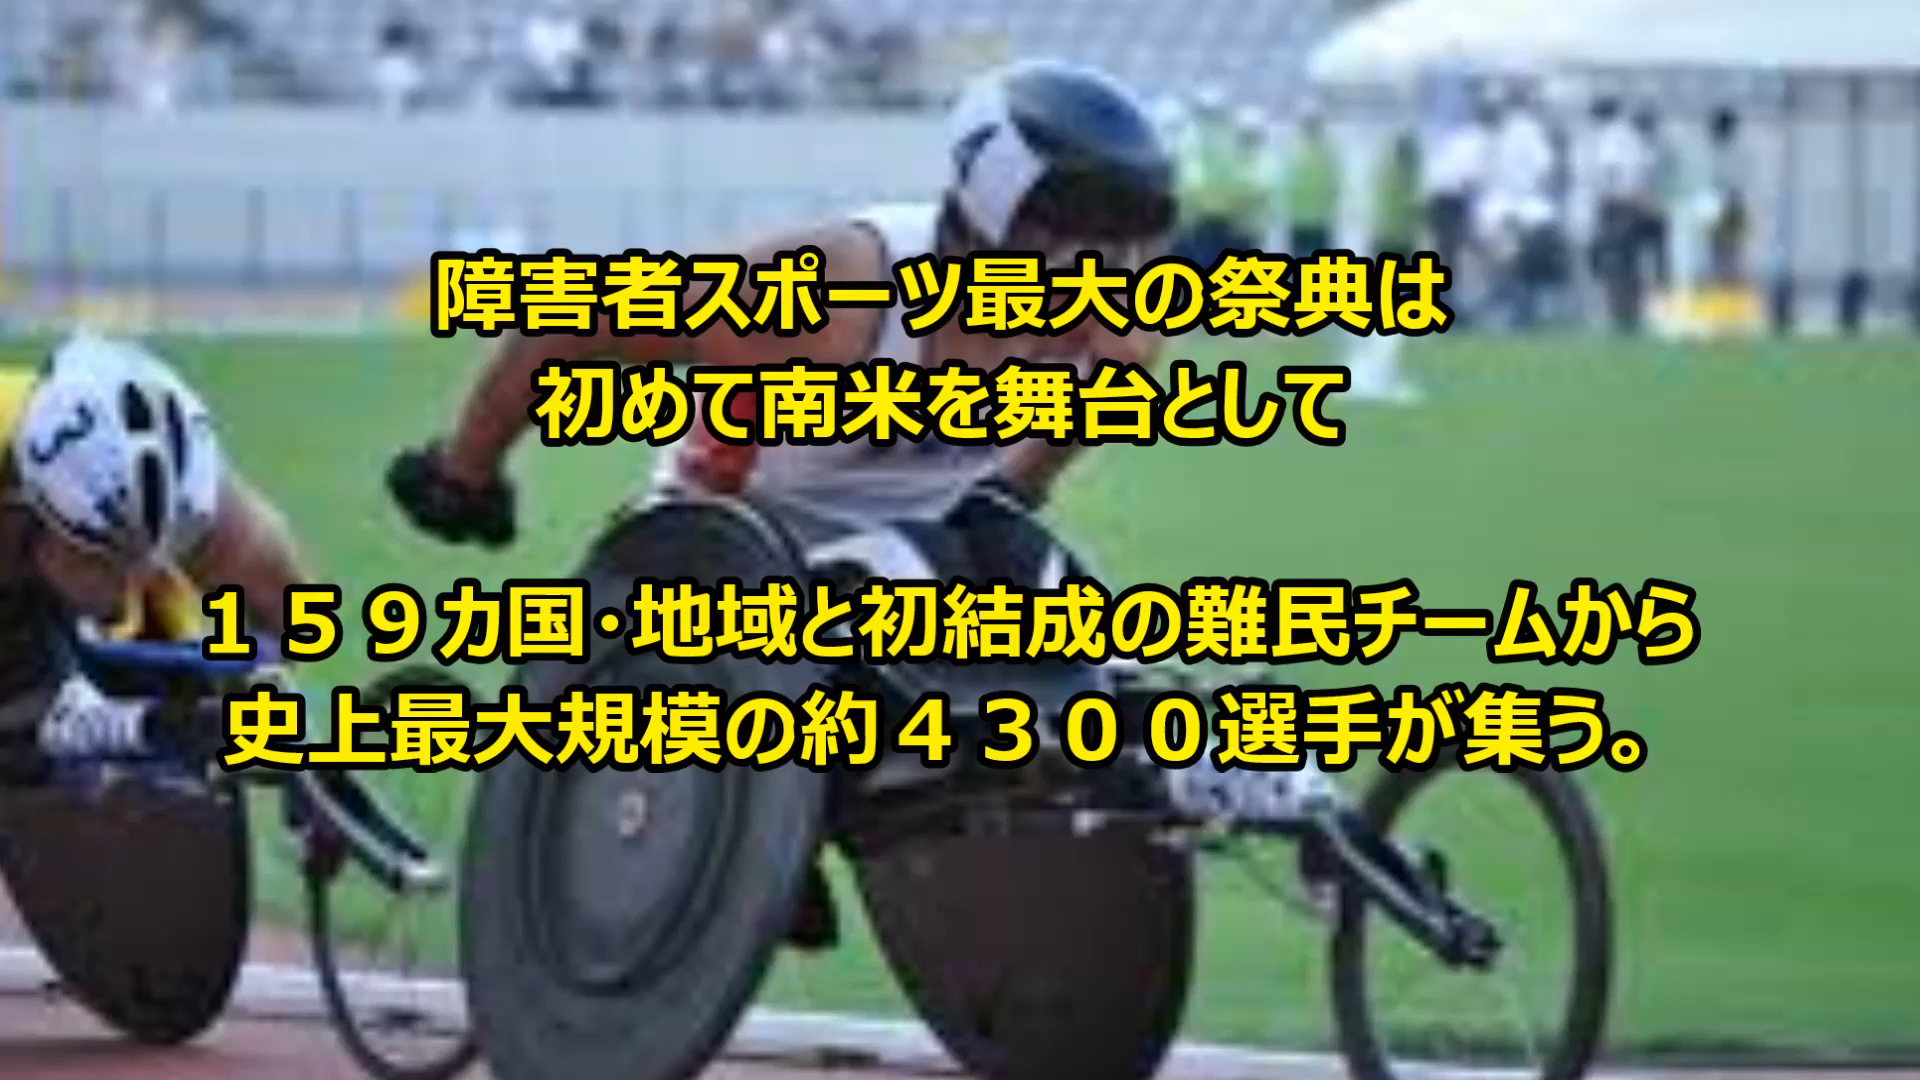 障害者スポーツ最大の祭典は
初めて南米を舞台として
１５９カ国・地域と初結成の難民チームから
史上最大規模の約４３００選手が集う。